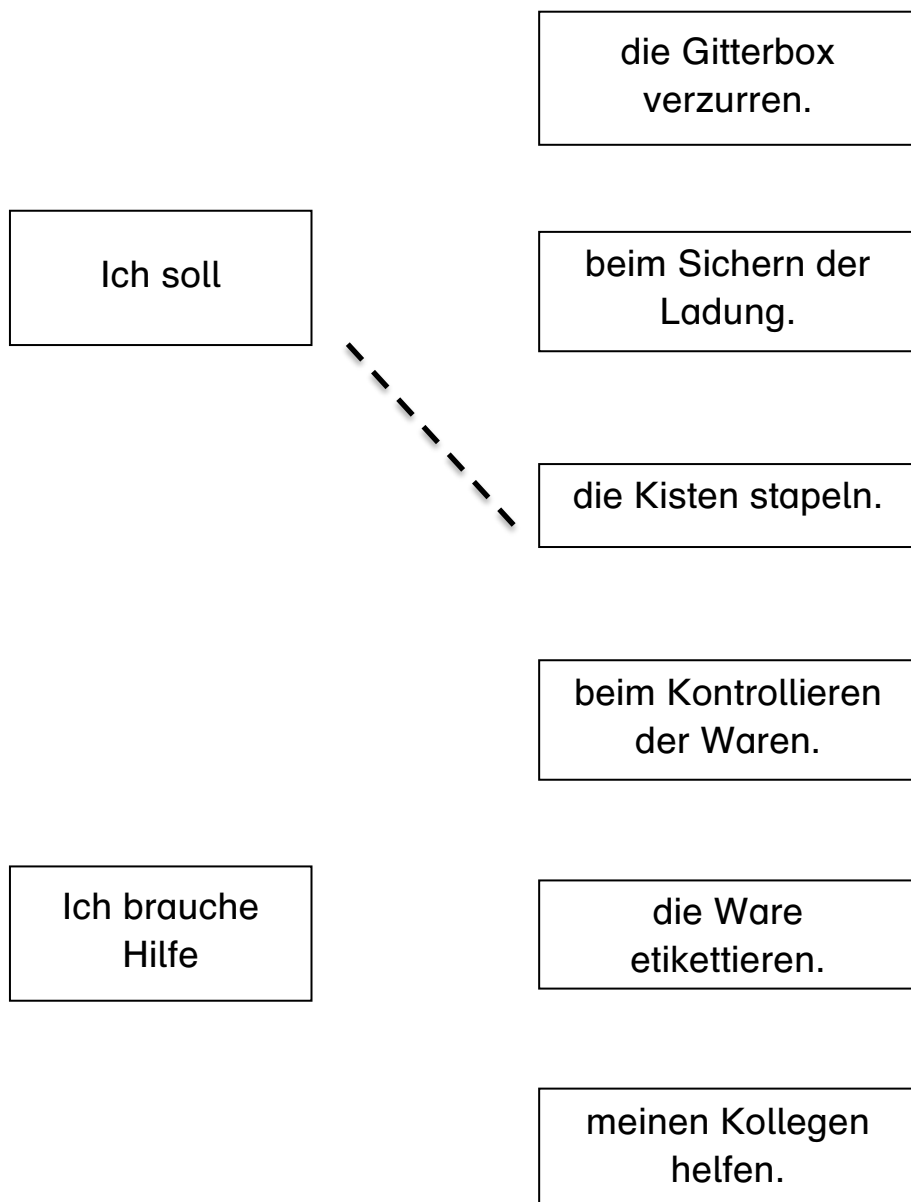 die Gitterbox
verzurren.
Ich soll
beim Sichern der
Ladung.
die Kisten stapeln.
beim Kontrollieren
der Waren.
Ich brauche
Hilfe
die Ware
etikettieren.
meinen Kollegen
helfen.